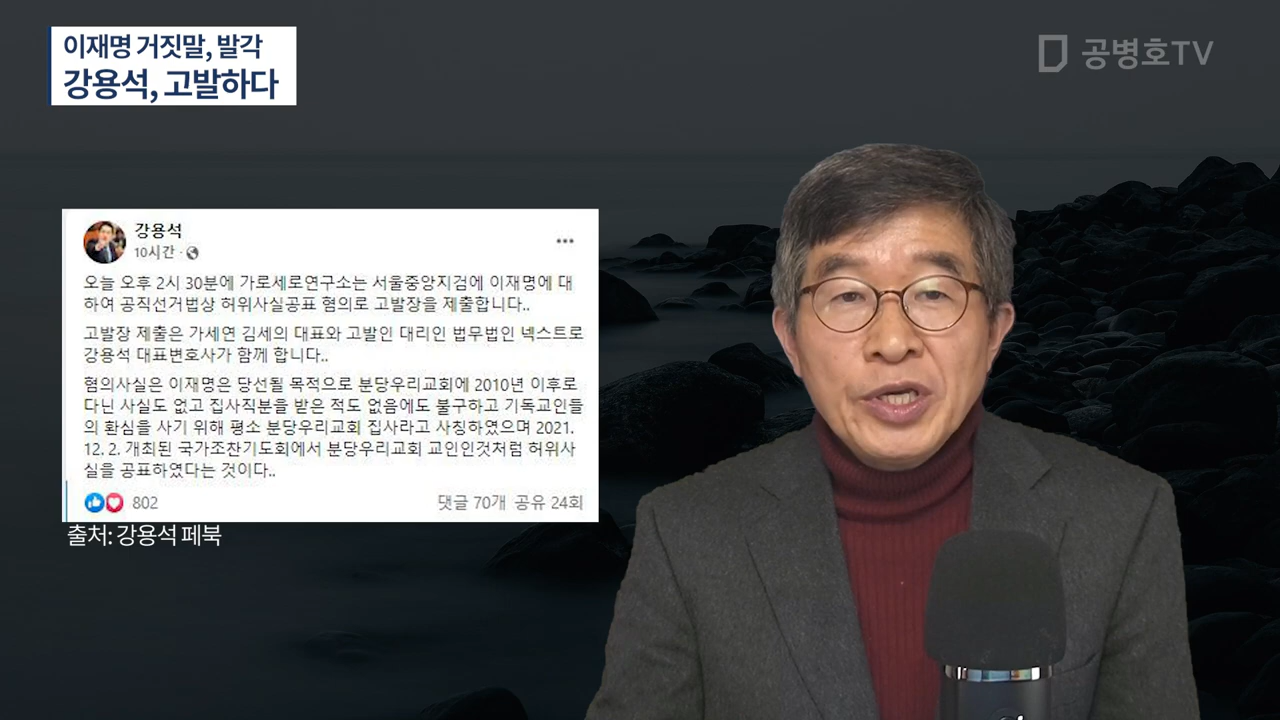 이재명 거짓말, 발각
강용석, 고발하다
공병호TV
강용석
10시간 ·
오늘 오후 2시 30분에 가로세로연구소는 서울중앙지검에 이재명에 대
하여 공직선거법상 허위사실공표 혐의로 고발장을 제출합니다..
고발장 제출은 가세연 김세의 대표와 고발인 대리인 법무법인 넥스트로
강용석 대표변호사가 함께 합니다..
혐의사실은 이재명은 당선될 목적으로 분당우리교회에 2010년 이후로
다닌 사실도 없고 집사직분을 받은 적도 없음에도 불구하고 기독교인들
의 환심을 사기 위해 평소 분당우리교회 집사라고 사칭하였으며 2021.
12. 2. 개최된 국가조찬기도회에서 분당우리교회 교인인것처럼 허위사
실을 공표하였다는 것이다..
802
댓글 70개 공유 24회
출처: 강용석 페북